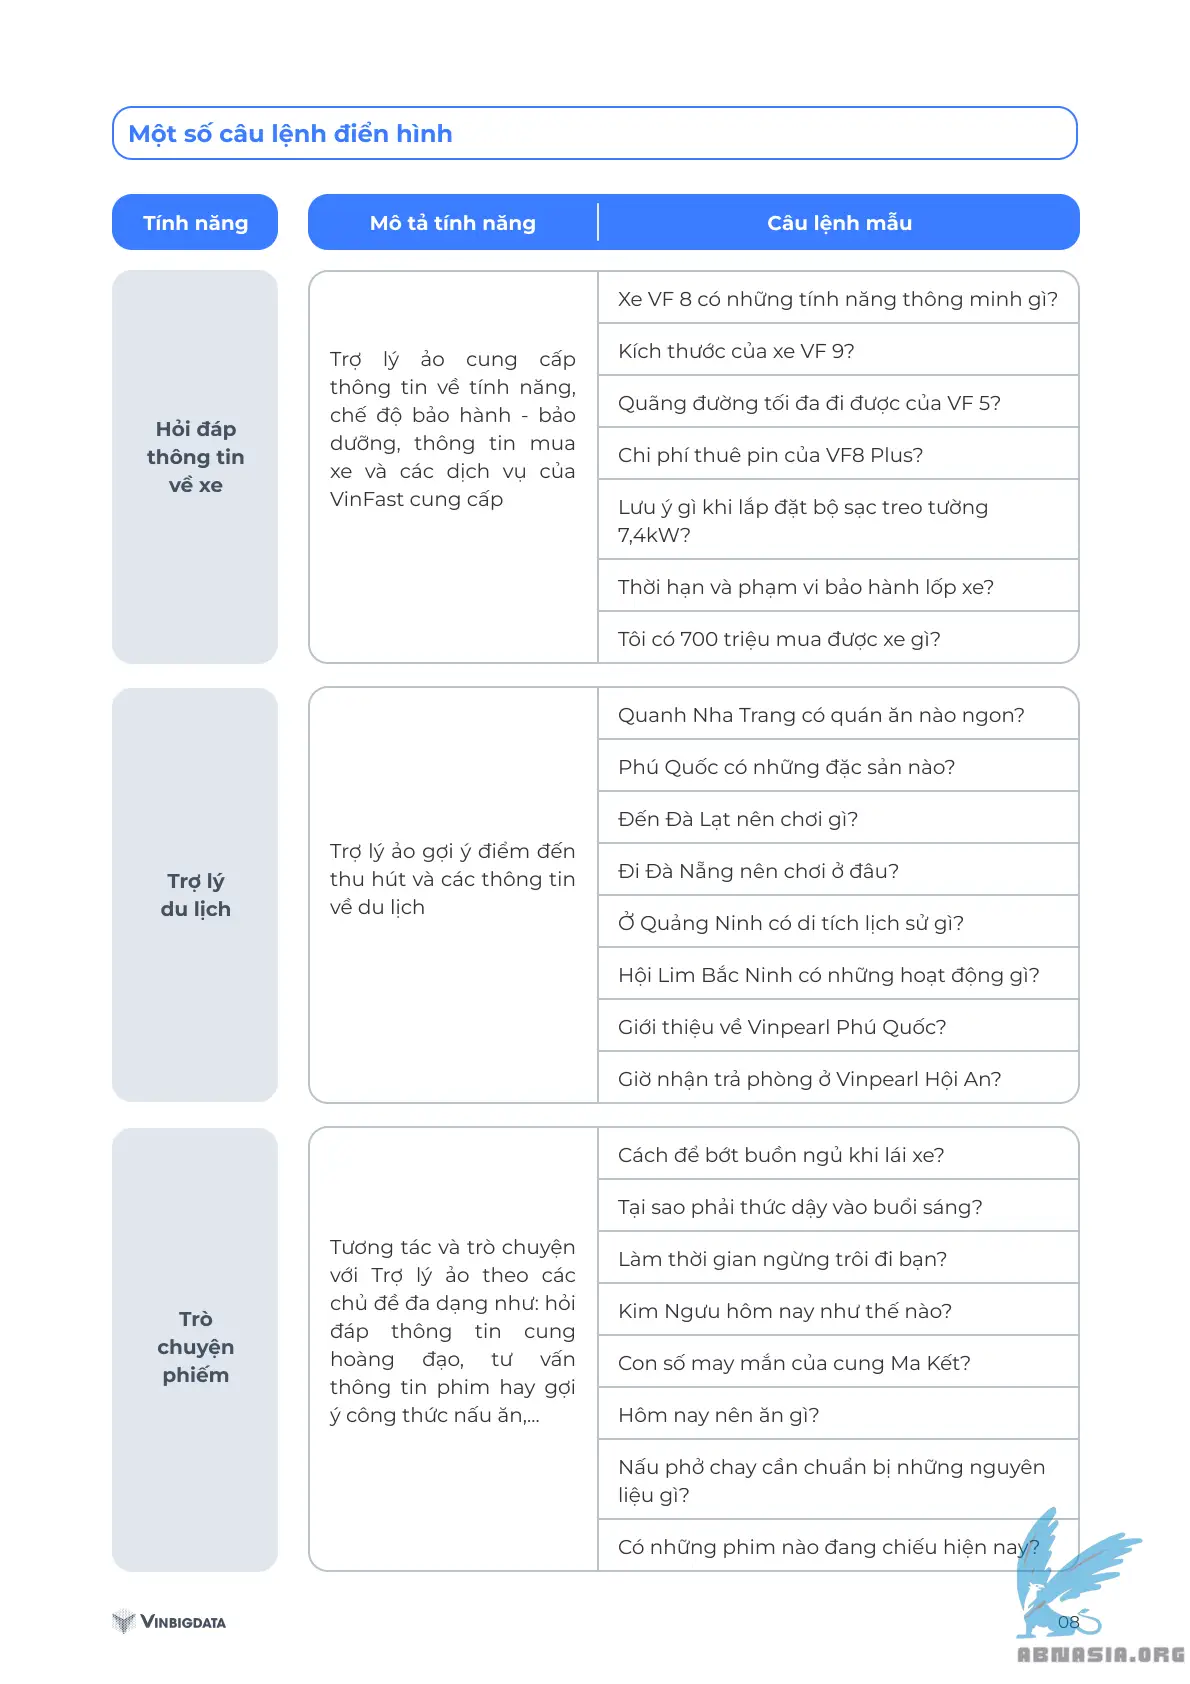 Một số câu lệnh điển hình
Tính năng
Mô tả tính năng
Câu lệnh mẫu
Hỏi đáp
thông tin
về xe
Trợ lý ảo cung cấp
thông tin về tính năng,
chế độ bảo hành - bảo
dưỡng, thông tin mua
xe và các dịch vụ của
VinFast cung cấp
Xe VF 8 có những tính năng thông minh gì?
Kích thước của xe VF 9?
Quãng đường tối đa đi được của VF 5?
Chi phí thuê pin của VF8 Plus?
Lưu ý gì khi lắp đặt bộ sạc treo tường
7,4kW?
Thời hạn và phạm vi bảo hành lốp xe?
Tôi có 700 triệu mua được xe gì?
Trợ lý
du lịch
Trợ lý ảo gợi ý điểm đến
thu hút và các thông tin
về du lịch
Quanh Nha Trang có quán ăn nào ngon?
Phú Quốc có những đặc sản nào?
Đến Đà Lạt nên chơi gì?
Đi Đà Nẵng nên chơi ở đâu?
Ở Quảng Ninh có di tích lịch sử gì?
Hội Lim Bắc Ninh có những hoạt động gì?
Giới thiệu về Vinpearl Phú Quốc?
Giờ nhận trả phòng ở Vinpearl Hội An?
Trò
chuyện
phiếm
Tương tác và trò chuyện
với Trợ lý ảo theo các
chủ đề đa dạng như: hỏi
đáp thông tin cung
hoàng đạo, tư vấn
thông tin phim hay gợi
ý công thức nấu ăn,...
Cách để bớt buồn ngủ khi lái xe?
Tại sao phải thức dậy vào buổi sáng?
Làm thời gian ngừng trôi đi bạn?
Kim Ngưu hôm nay như thế nào?
Con số may mắn của cung Ma Kết?
Hôm nay nên ăn gì?
Nấu phở chay cần chuẩn bị những nguyên
liệu gì?
Có những phim nào đang chiếu hiện nay?
VINBIGDATA
08
ABNASIA.ORG